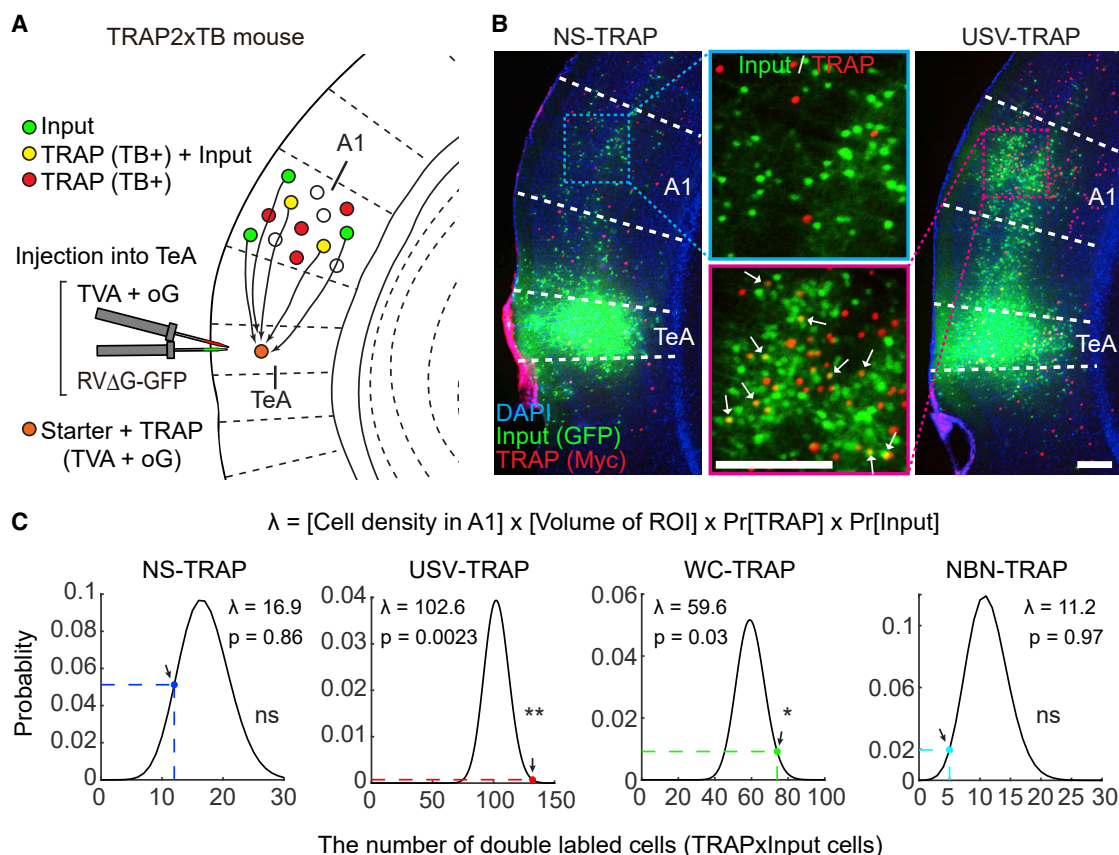 A
TRAP2xTB mouse
Input
TRAP (TB+) + Input
TRAP (TB+)
A1
Injection into TeA
TVA + oG
RVΔG-GFP
TeA
Starter + TRAP
(TVA + oG)
B
NS-TRAP
USV-TRAP
Input / TRAP
A1
A1
TeA
TeA
DAPI
Input (GFP)
TRAP (Myc)
C
λ = [Cell density in A1] x [Volume of ROI] x Pr[TRAP] x Pr[Input]
Probablity
NS-TRAP
λ = 16.9
p = 0.86
ns
0.1
0.08
0.06
0.04
0.02
0
0 10 20 30
USV-TRAP
λ = 102.6
p = 0.0023
**
0.04
0.03
0.02
0.01
0
0 50 100 150
WC-TRAP
λ = 59.6
p = 0.03
*
0.06
0.04
0.02
0
0 20 40 60 80 100
NBN-TRAP
λ = 11.2
p = 0.97
ns
0.1
0.06
0.02
0
0 5 10 20 30
The number of double labled cells (TRAPxInput cells)